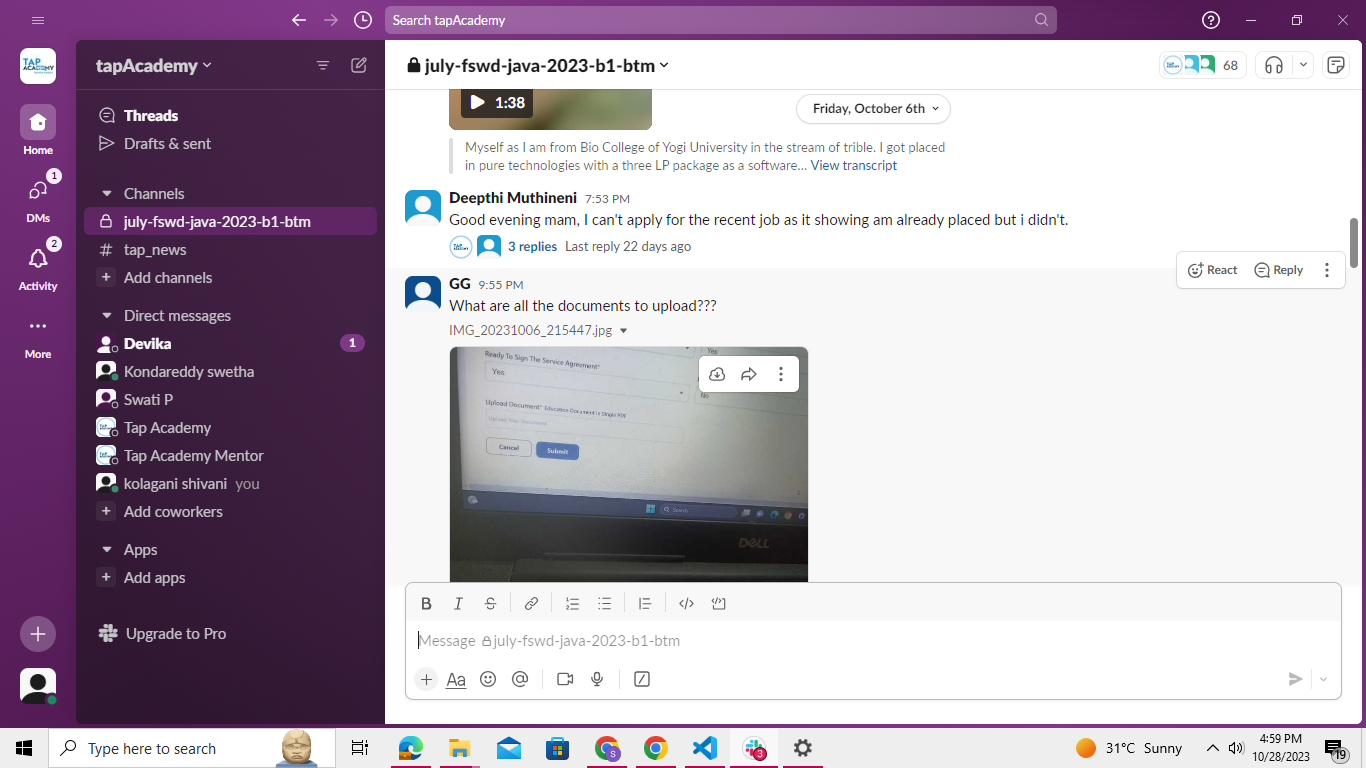 Search tapAcademy
TAP ACADEMY
Home
1
DMs
2
Activity
More
tapAcademy
Threads
Drafts & sent
Channels
july-fswd-java-2023-b1-btm
# tap_news
+ Add channels
Direct messages
Devika 1
Kondareddy swetha
Swati P
Tap Academy
Tap Academy Mentor
kolagani shivani you
+ Add coworkers
Apps
+ Add apps
Upgrade to Pro
july-fswd-java-2023-b1-btm
68
1:38
Friday, October 6th
Myself as I am from Bio College of Yogi University in the stream of trible. I got placed
in pure technologies with a three LP package as a software... View transcript
Deepthi Muthineni 7:53 PM
Good evening mam, I can't apply for the recent job as it showing am already placed but i didn't.
3 replies Last reply 22 days ago
React Reply
GG 9:55 PM
What are all the documents to upload???
IMG_20231006_215447.jpg
Ready To Sign The Service Agreement*
Yes
Yes
No
Upload Document* Education Document in Single PDF
Upload Your Document
Cancel Submit
Search
DELL
B I S
Message july-fswd-java-2023-b1-btm
+ Aa @
Type here to search
S
3
31°C Sunny
4:59 PM
10/28/2023
19